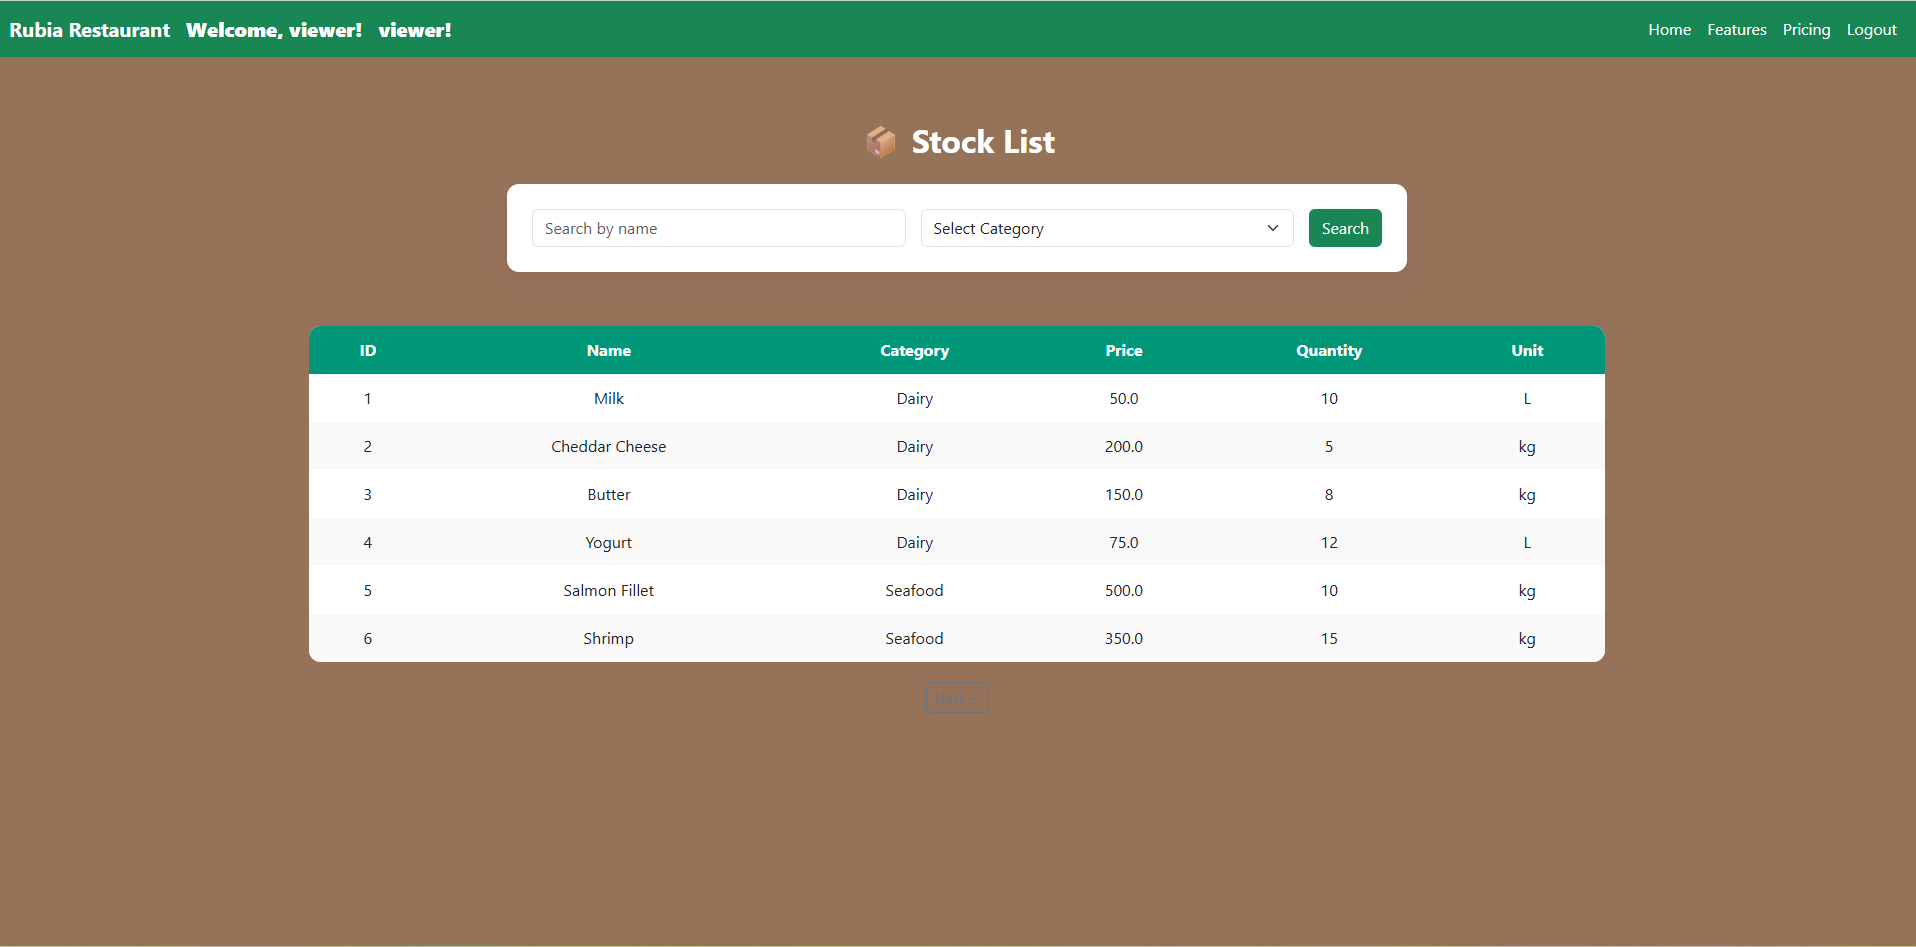 Rubia Restaurant Welcome, viewer! viewer! Home Features Pricing Logout
Stock List
Search by name Select Category Search
ID Name Category Price Quantity Unit
1 Milk Dairy 50.0 10 L
2 Cheddar Cheese Dairy 200.0 5 kg
3 Butter Dairy 150.0 8 kg
4 Yogurt Dairy 75.0 12 L
5 Salmon Fillet Seafood 500.0 10 kg
6 Shrimp Seafood 350.0 15 kg
Next →